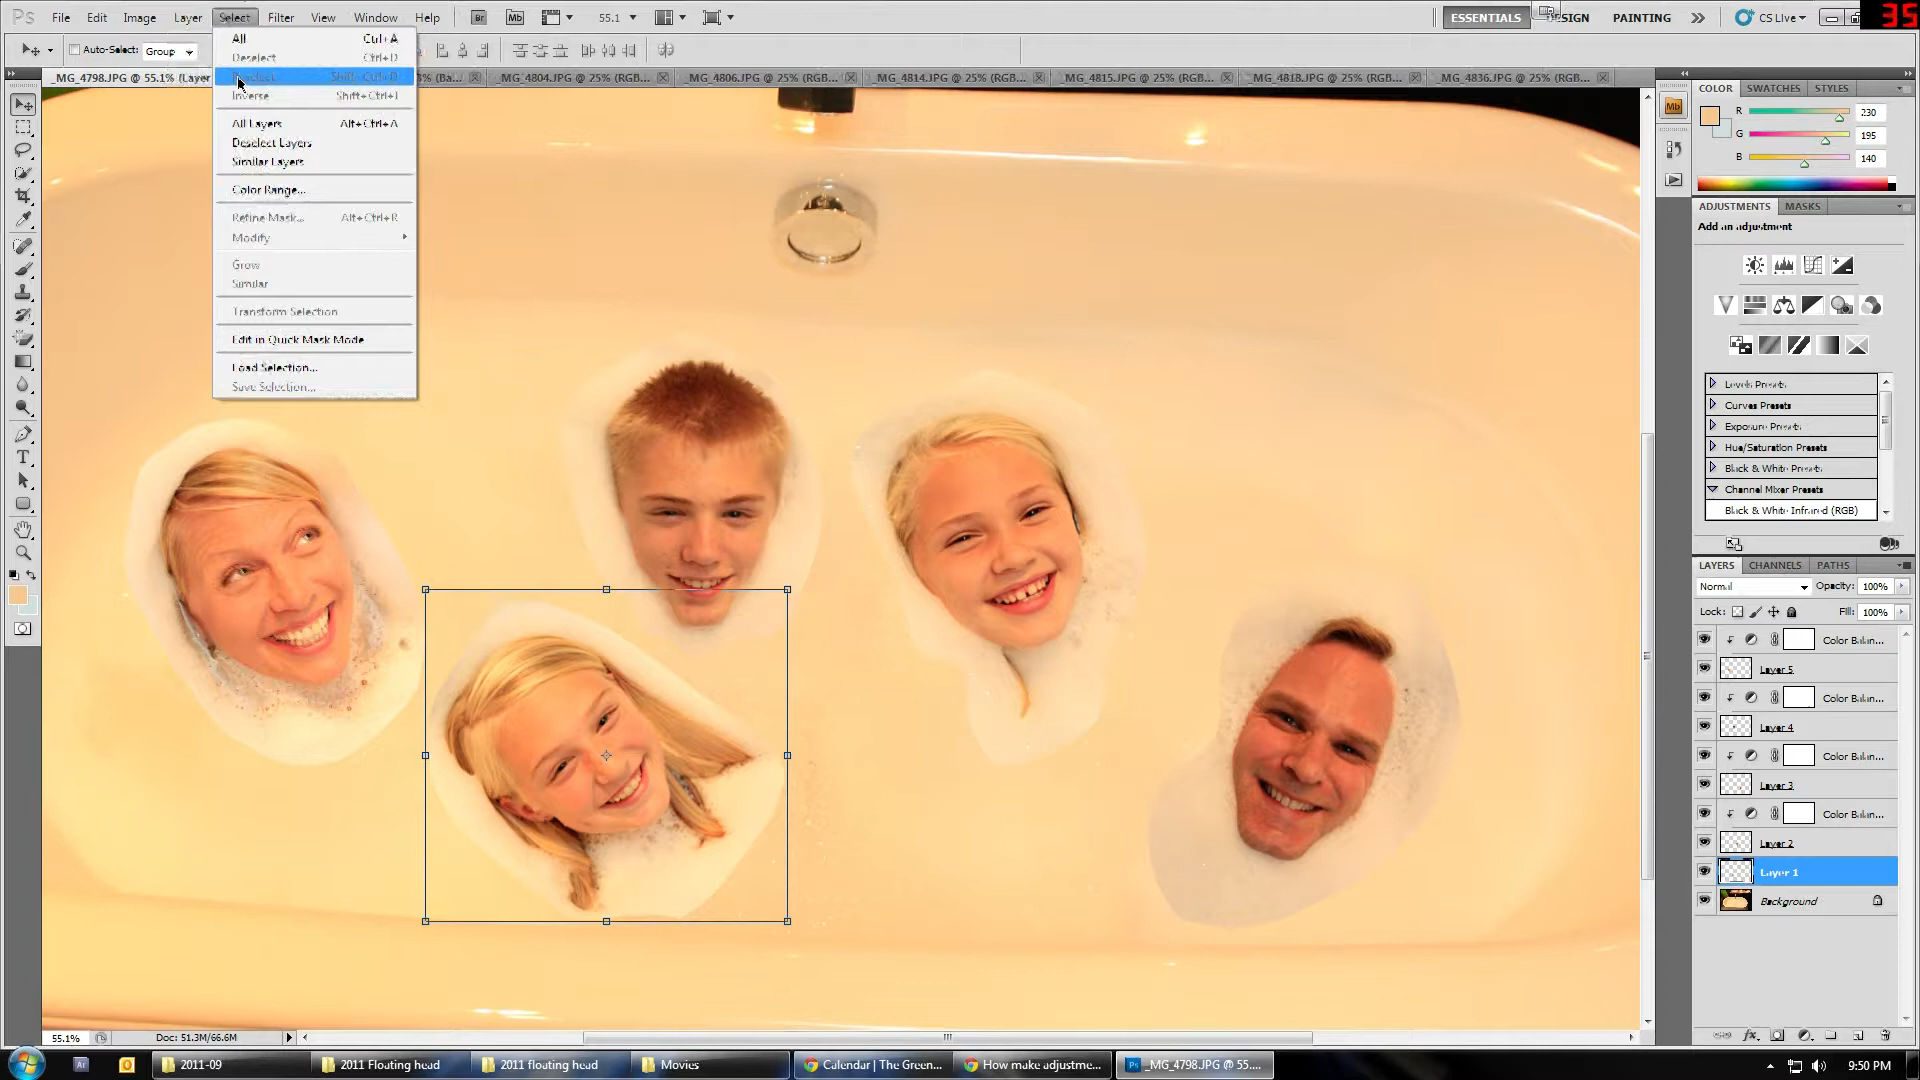 Ps File Edit Image Layer Select Filter View Window Help Br Mb 55.1 ESSENTIALS DESIGN PAINTING CS Live 35
Auto-Select: Group
_MG_4798.JPG @ 55.1% (Layer _MG_4804.JPG @ 25% (RGB... _MG_4806.JPG @ 25% (RGB... _MG_4814.JPG @ 25% (RGB... _MG_4815.JPG @ 25% (RGB... _MG_4818.JPG @ 25% (RGB... _MG_4836.JPG @ 25% (RGB...
All Ctrl+A
Deselect Ctrl+D
Reselect Shift+Ctrl+D
Inverse Shift+Ctrl+I
All Layers Alt+Ctrl+A
Deselect Layers
Similar Layers
Color Range...
Refine Mask... Alt+Ctrl+R
Modify
Grow
Similar
Transform Selection
Edit in Quick Mask Mode
Load Selection...
Save Selection...
Mb
COLOR SWATCHES STYLES
R 230
G 195
B 140
ADJUSTMENTS MASKS
Add an adjustment
Levels Presets
Curves Presets
Exposure Presets
Hue/Saturation Presets
Black & White Presets
Channel Mixer Presets
Black & White Infrared (RGB)
LAYERS CHANNELS PATHS
Normal Opacity: 100%
Lock: Fill: 100%
Color Balan...
Layer 5
Color Balan...
Layer 4
Color Balan...
Layer 3
Color Balan...
Layer 2
Layer 1
Background
55.1% Doc: 51.3M/66.6M
2011-09 2011 Floating head 2011 floating head Movies Calendar | The Green... How make adjustme... _MG_4798.JPG @ 55.... 9:50 PM